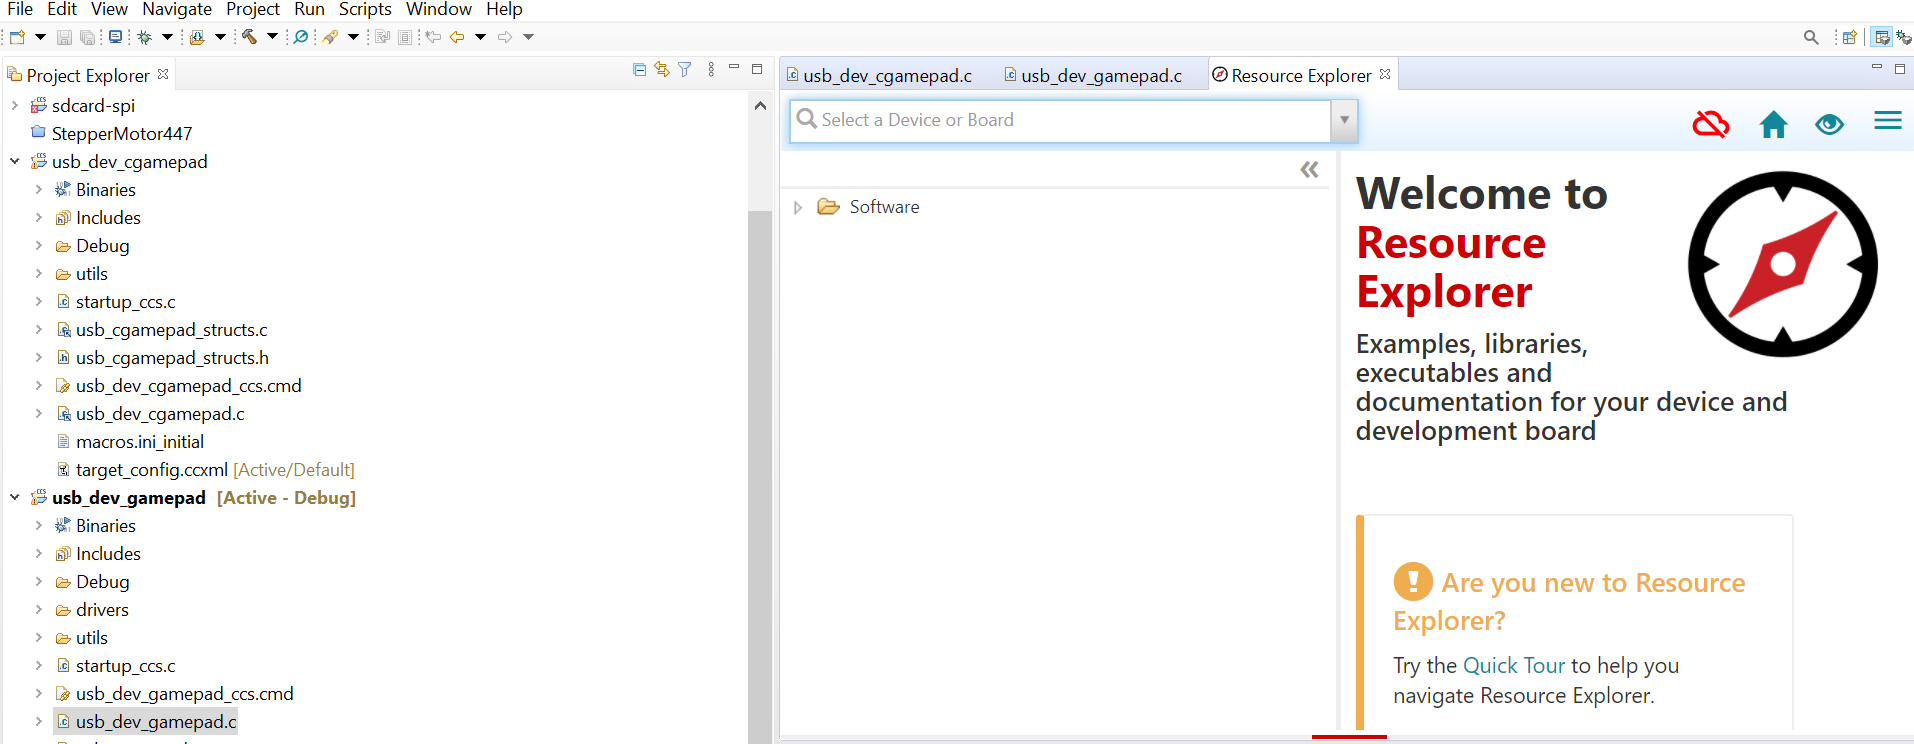 File Edit View Navigate Project Run Scripts Window Help
Project Explorer
sdcard-spi
StepperMotor447
usb_dev_cgamepad
Binaries
Includes
Debug
utils
startup_ccs.c
usb_cgamepad_structs.c
usb_cgamepad_structs.h
usb_dev_cgamepad_ccs.cmd
usb_dev_cgamepad.c
macros.ini_initial
target_config.ccxml [Active/Default]
usb_dev_gamepad [Active - Debug]
Binaries
Includes
Debug
drivers
utils
startup_ccs.c
usb_dev_gamepad_ccs.cmd
usb_dev_gamepad.c
usb_dev_cgamepad.c usb_dev_gamepad.c Resource Explorer
Select a Device or Board
Software
Welcome to
Resource
Explorer
Examples, libraries,
executables and
documentation for your device and
development board
Are you new to Resource
Explorer?
Try the Quick Tour to help you
navigate Resource Explorer.